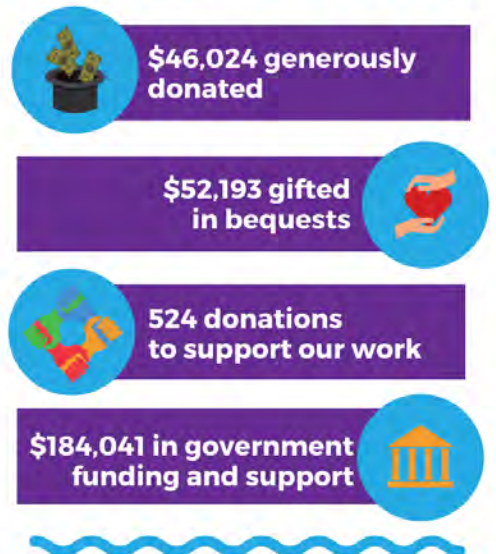 $46,024 generously
donated
$52,193 gifted
in bequests
524 donations
to support our work
$184,041 in government
funding and support